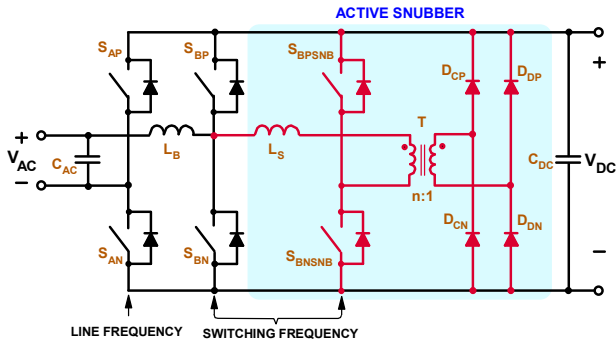 ACTIVE SNUBBER
S_AP
S_BP
S_BPSNB
D_CP
D_DP
+
+
T
V_AC
C_AC
L_B
L_S
C_DC
V_DC
−
n:1
S_AN
S_BN
S_BNSNB
D_CN
D_DN
−
LINE FREQUENCY
SWITCHING FREQUENCY